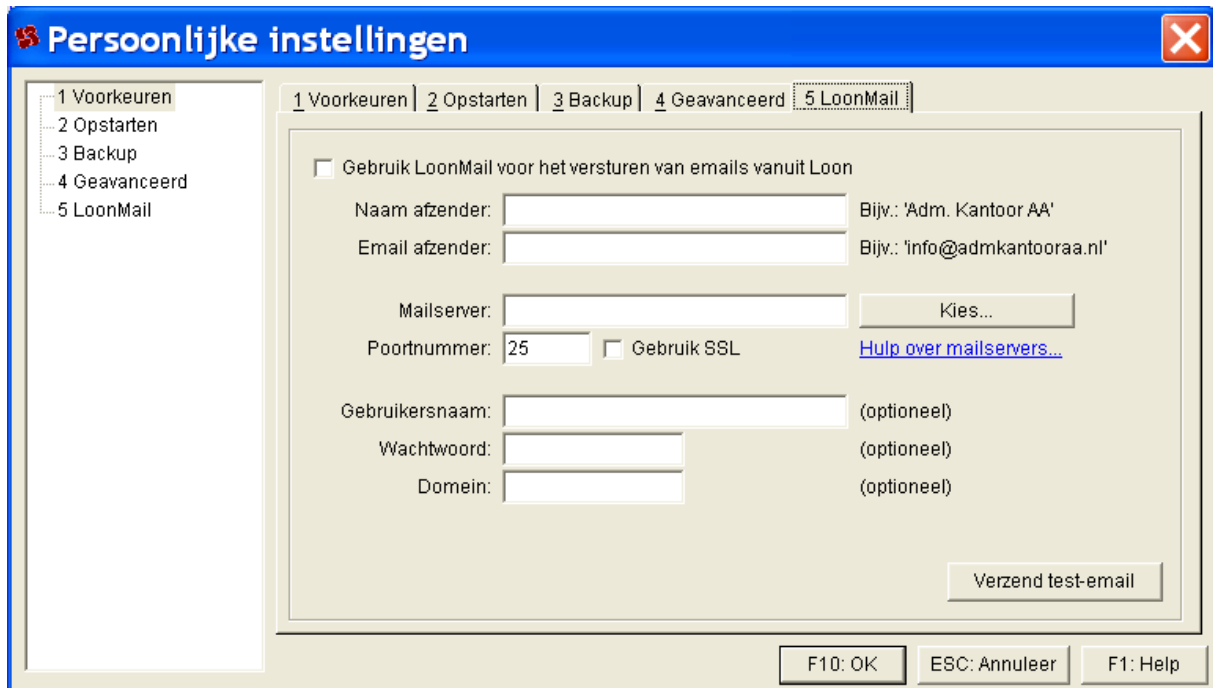 Persoonlijke instellingen
1 Voorkeuren
2 Opstarten
3 Backup
4 Geavanceerd
5 LoonMail
1 Voorkeuren 2 Opstarten 3 Backup 4 Geavanceerd 5 LoonMail
Gebruik LoonMail voor het versturen van emails vanuit Loon
Naam afzender: Bijv.: 'Adm. Kantoor AA'
Email afzender: Bijv.: 'info@admkantooraa.nl'
Mailserver: Kies...
Poortnummer: 25 Gebruik SSL Hulp over mailservers...
Gebruikersnaam: (optioneel)
Wachtwoord: (optioneel)
Domein: (optioneel)
Verzend test-email
F10: OK ESC: Annuleer F1: Help